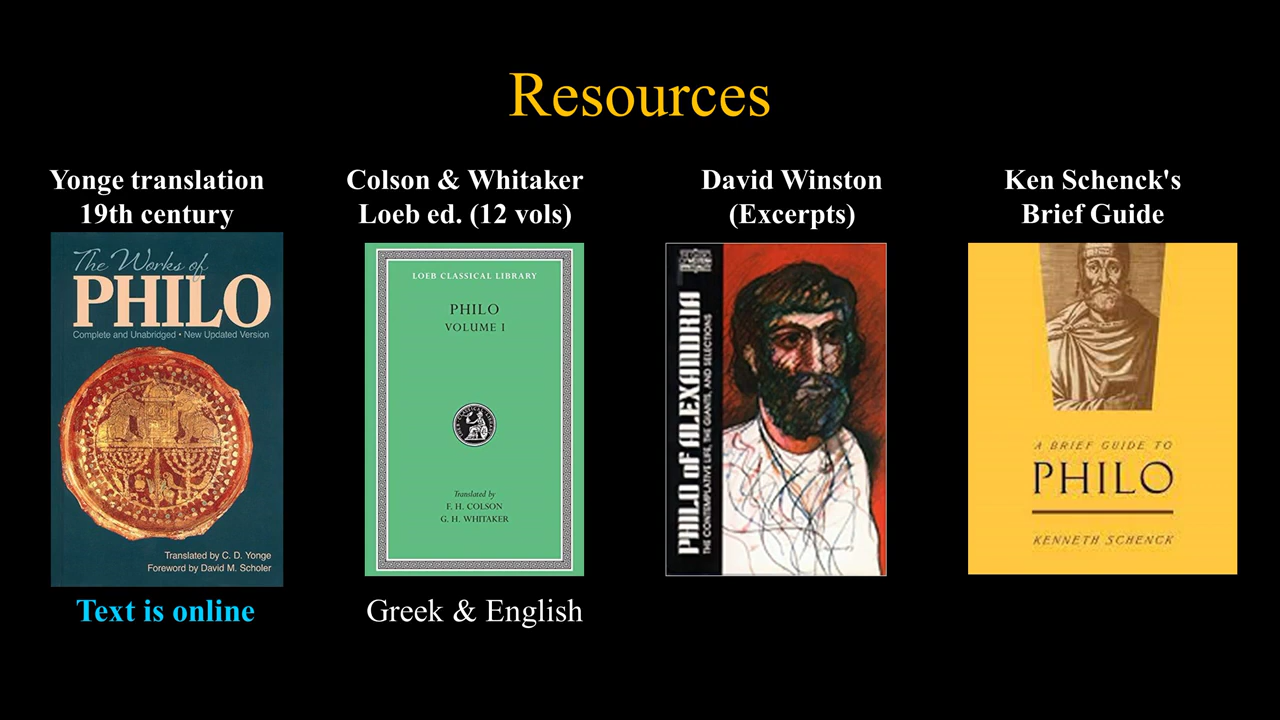 Resources
Yonge translation
19th century
The Works of
PHILO
Complete and Unabridged • New Updated Version
Translated by C. D. Yonge
Foreword by David M. Scholer
Text is online
Colson & Whitaker
Loeb ed. (12 vols)
LOEB CLASSICAL LIBRARY
PHILO
VOLUME I
Translated by
F. H. COLSON
G. H. WHITAKER
Greek & English
David Winston
(Excerpts)
PHILO OF ALEXANDRIA
THE CONTEMPLATIVE LIFE, THE GIANTS, AND SELECTIONS
Ken Schenck's
Brief Guide
A BRIEF GUIDE TO
PHILO
KENNETH SCHENCK